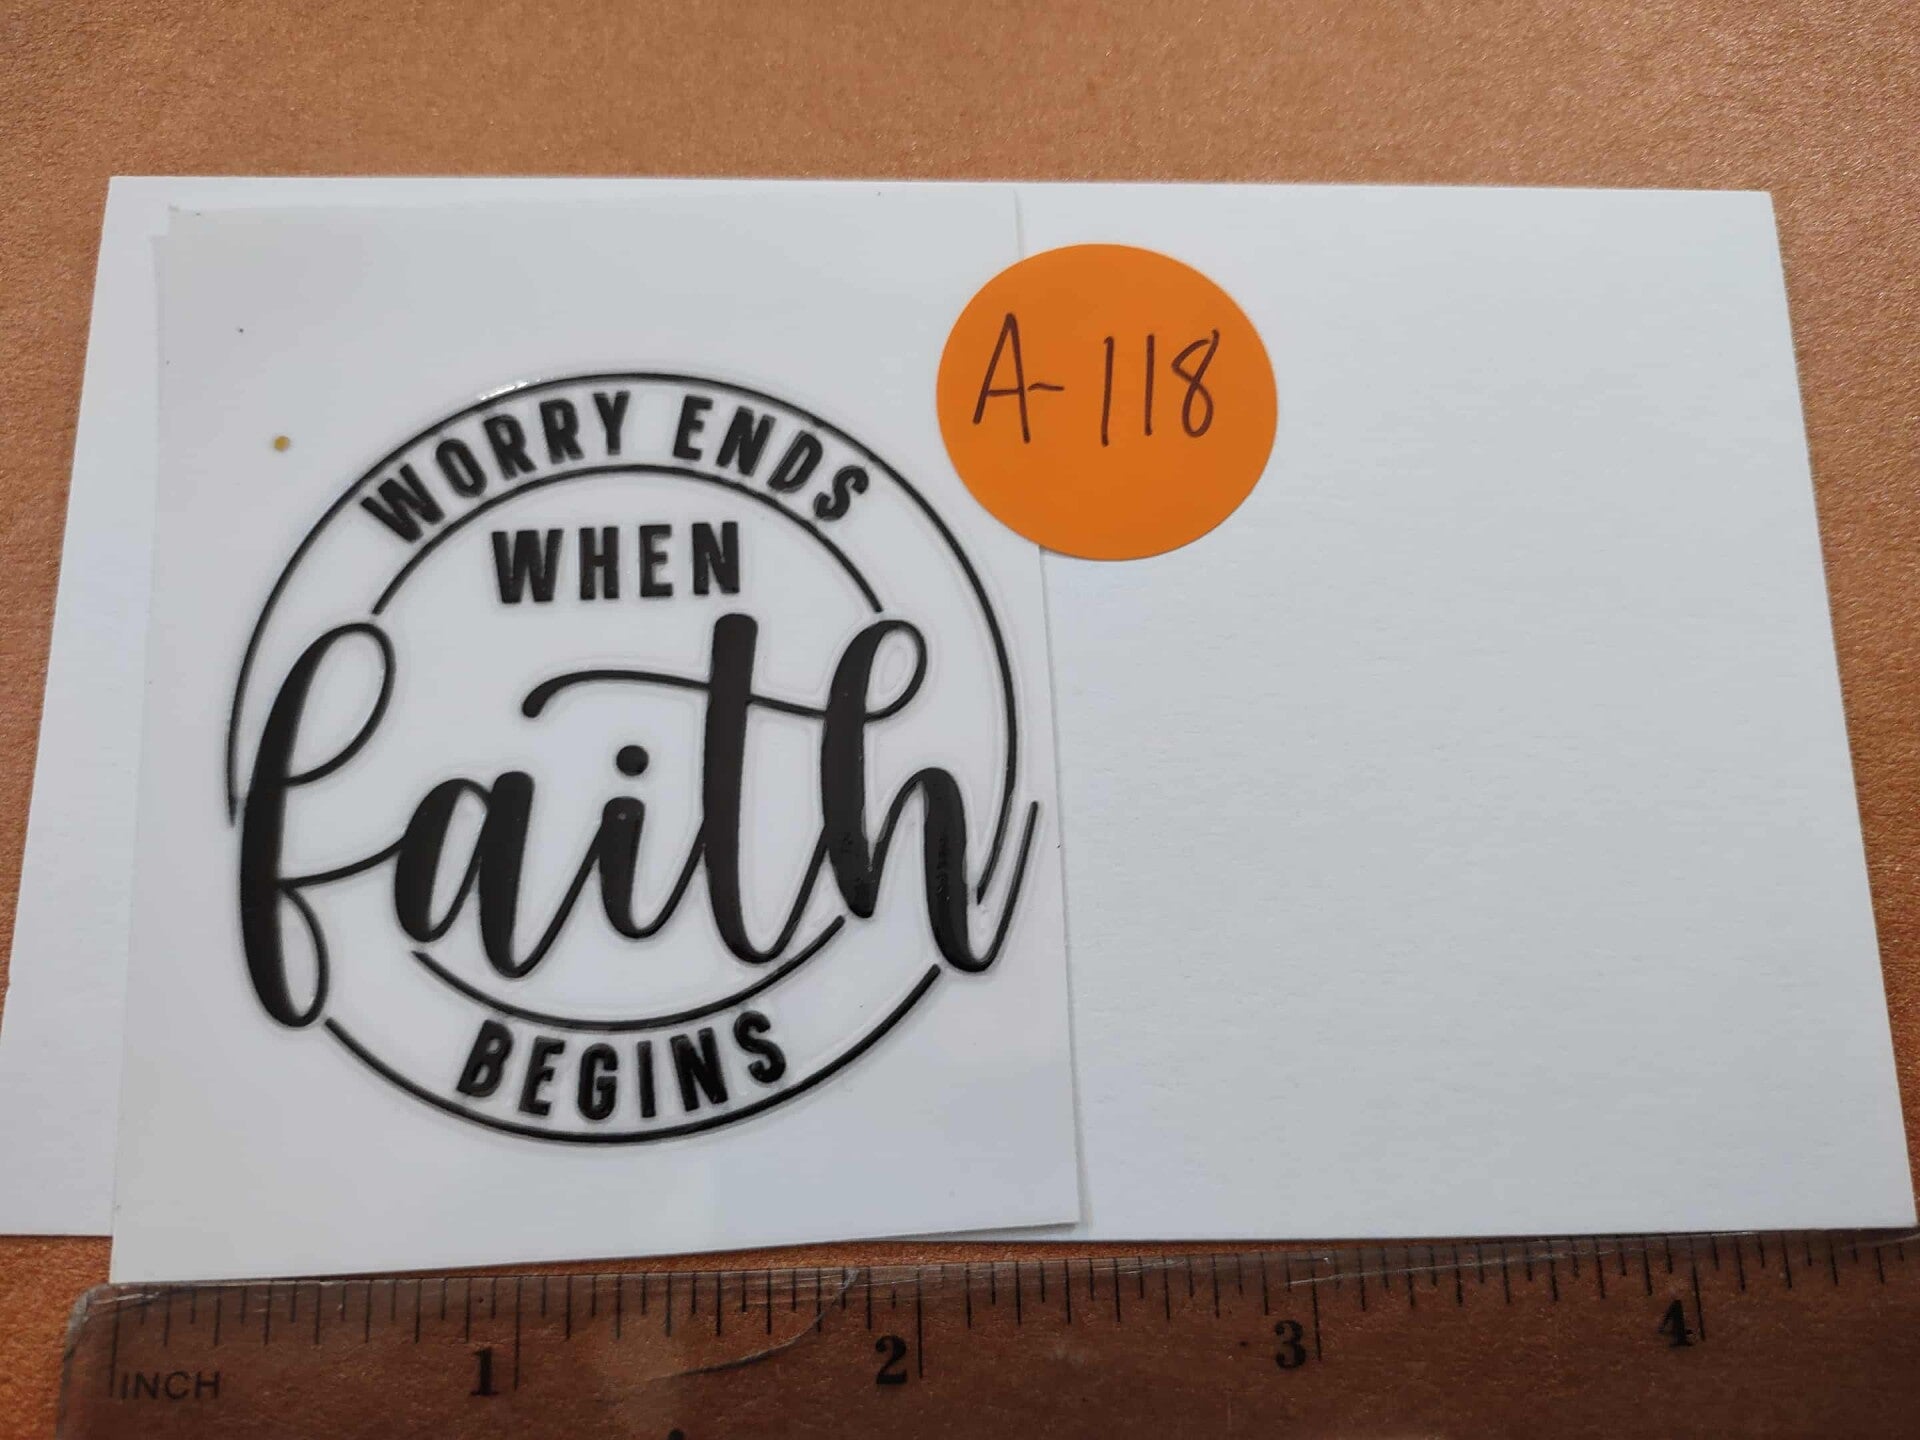 WORRY ENDS
WHEN
faith
BEGINS
A-118
INCH 1 2 3 4